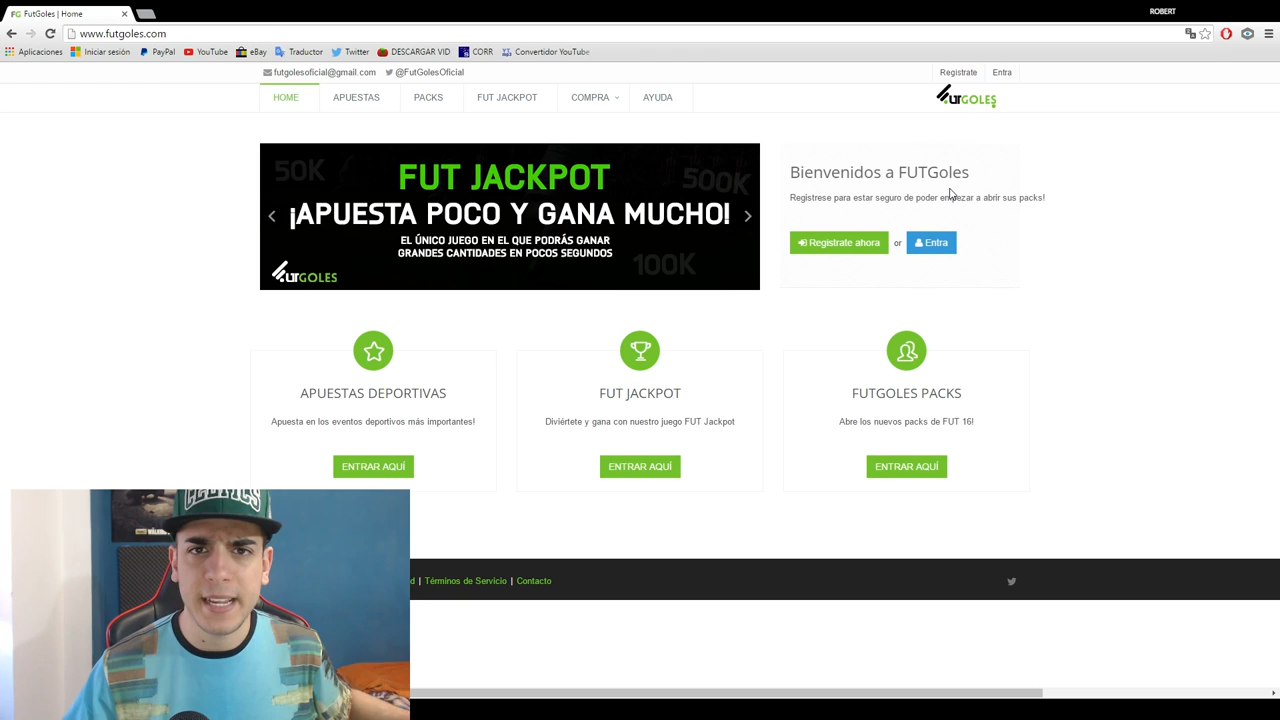 FG FutGoles | Home
ROBERT
www.futgoles.com
Aplicaciones Iniciar sesión PayPal YouTube eBay Traductor Twitter DESCARGAR VID CORR Convertidor YouTube
futgolesoficial@gmail.com @FutGolesOficial
Registrate Entra
HOME APUESTAS PACKS FUT JACKPOT COMPRA AYUDA
FUTGOLES
50K
500K
FUT JACKPOT
¡APUESTA POCO Y GANA MUCHO!
EL ÚNICO JUEGO EN EL QUE PODRÁS GANAR
GRANDES CANTIDADES EN POCOS SEGUNDOS
100K
FUTGOLES
Bienvenidos a FUTGoles
Registrese para estar seguro de poder empezar a abrir sus packs!
Registrate ahora or Entra
APUESTAS DEPORTIVAS
Apuesta en los eventos deportivos más importantes!
ENTRAR AQUÍ
FUT JACKPOT
Diviértete y gana con nuestro juego FUT Jackpot
ENTRAR AQUÍ
FUTGOLES PACKS
Abre los nuevos packs de FUT 16!
ENTRAR AQUÍ
d | Términos de Servicio | Contacto
CELTICS